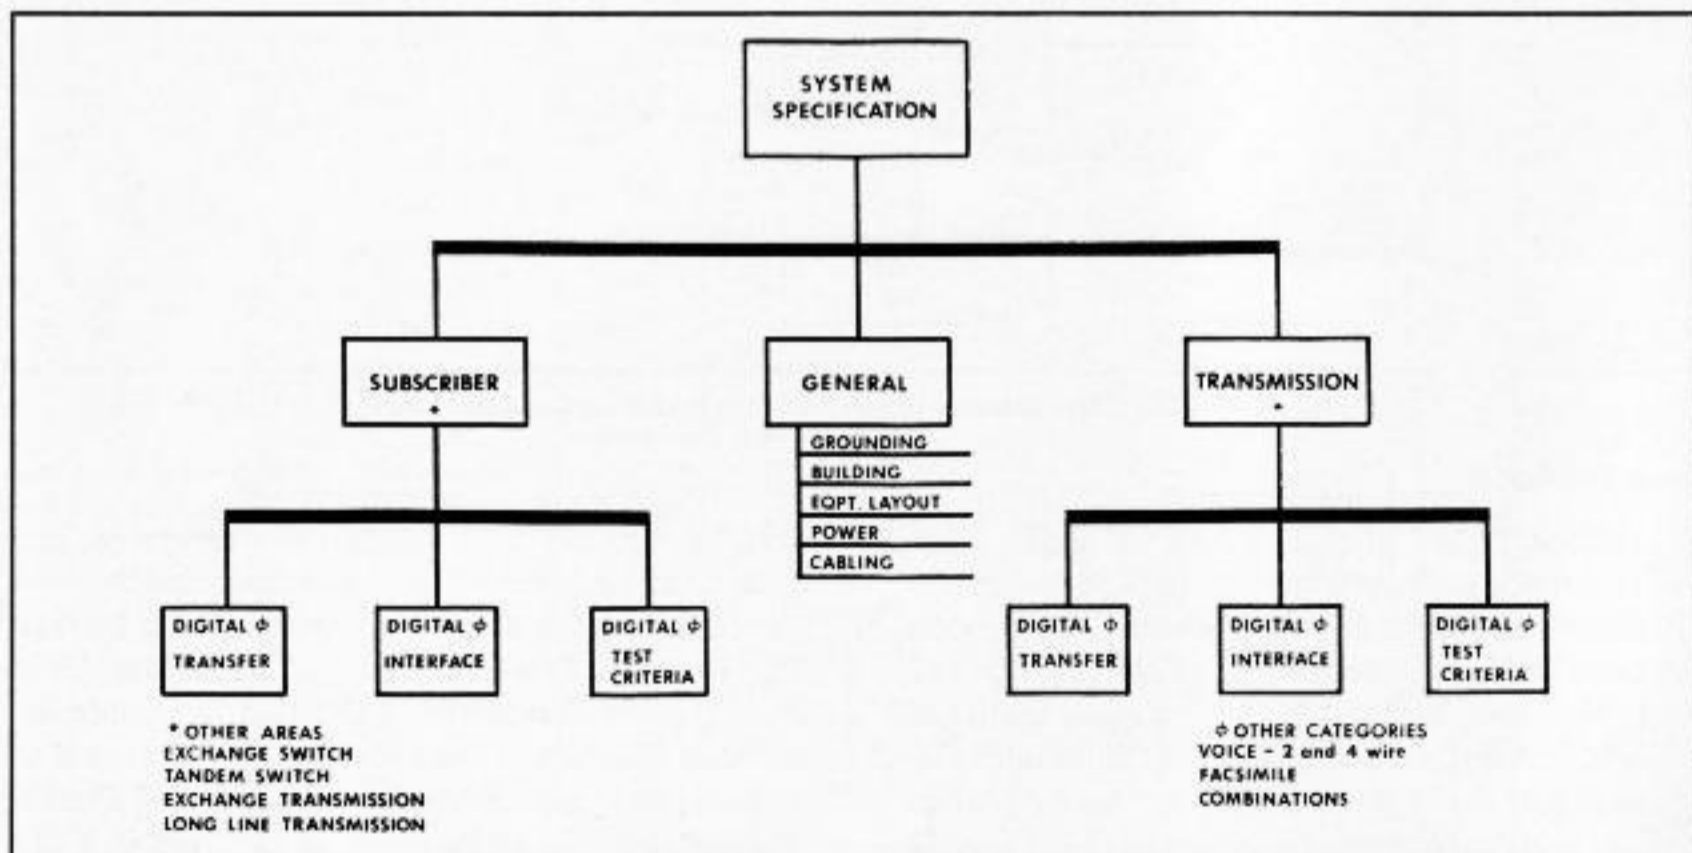 SYSTEM
SPECIFICATION
SUBSCRIBER
*
GENERAL
GROUNDING
BUILDING
EQPT. LAYOUT
POWER
CABLING
TRANSMISSION
*
DIGITAL ϕ
TRANSFER
DIGITAL ϕ
INTERFACE
DIGITAL ϕ
TEST
CRITERIA
DIGITAL ϕ
TRANSFER
DIGITAL ϕ
INTERFACE
DIGITAL ϕ
TEST
CRITERIA
* OTHER AREAS
EXCHANGE SWITCH
TANDEM SWITCH
EXCHANGE TRANSMISSION
LONG LINE TRANSMISSION
ϕ OTHER CATEGORIES
VOICE - 2 and 4 wire
FACSIMILE
COMBINATIONS